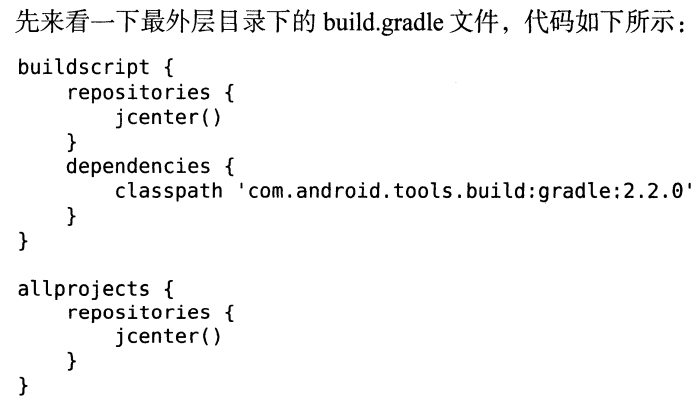 先来看一下最外层目录下的 build.gradle 文件，代码如下所示：
buildscript {
    repositories {
        jcenter()
    }
    dependencies {
        classpath 'com.android.tools.build:gradle:2.2.0'
    }
}

allprojects {
    repositories {
        jcenter()
    }
}